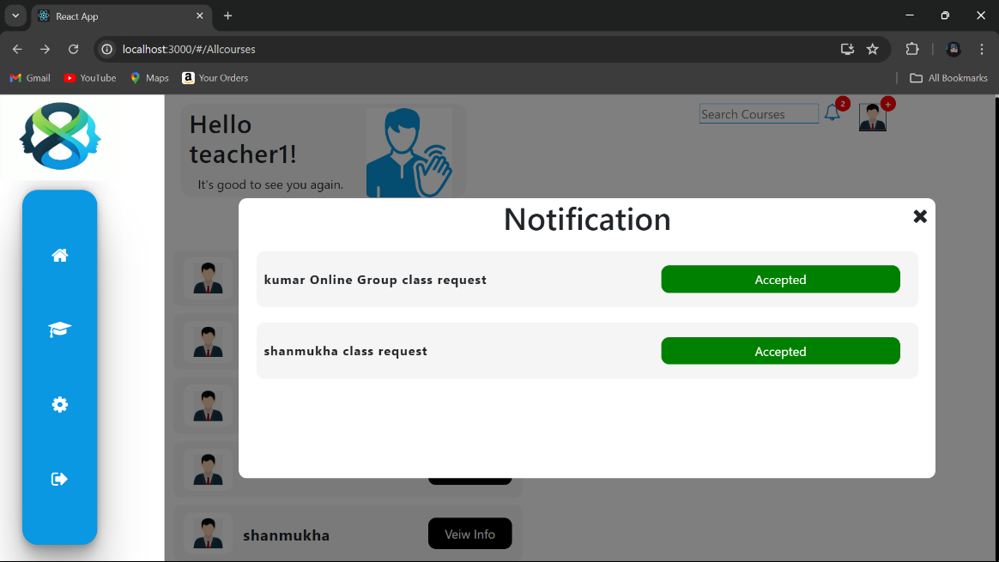 React App
localhost:3000/#/Allcourses
Gmail
YouTube
Maps
a Your Orders
All Bookmarks
Hello
teacher1!
It's good to see you again.
Search Courses
2
+
Notification
kumar Online Group class request
Accepted
shanmukha class request
Accepted
shanmukha
Veiw Info